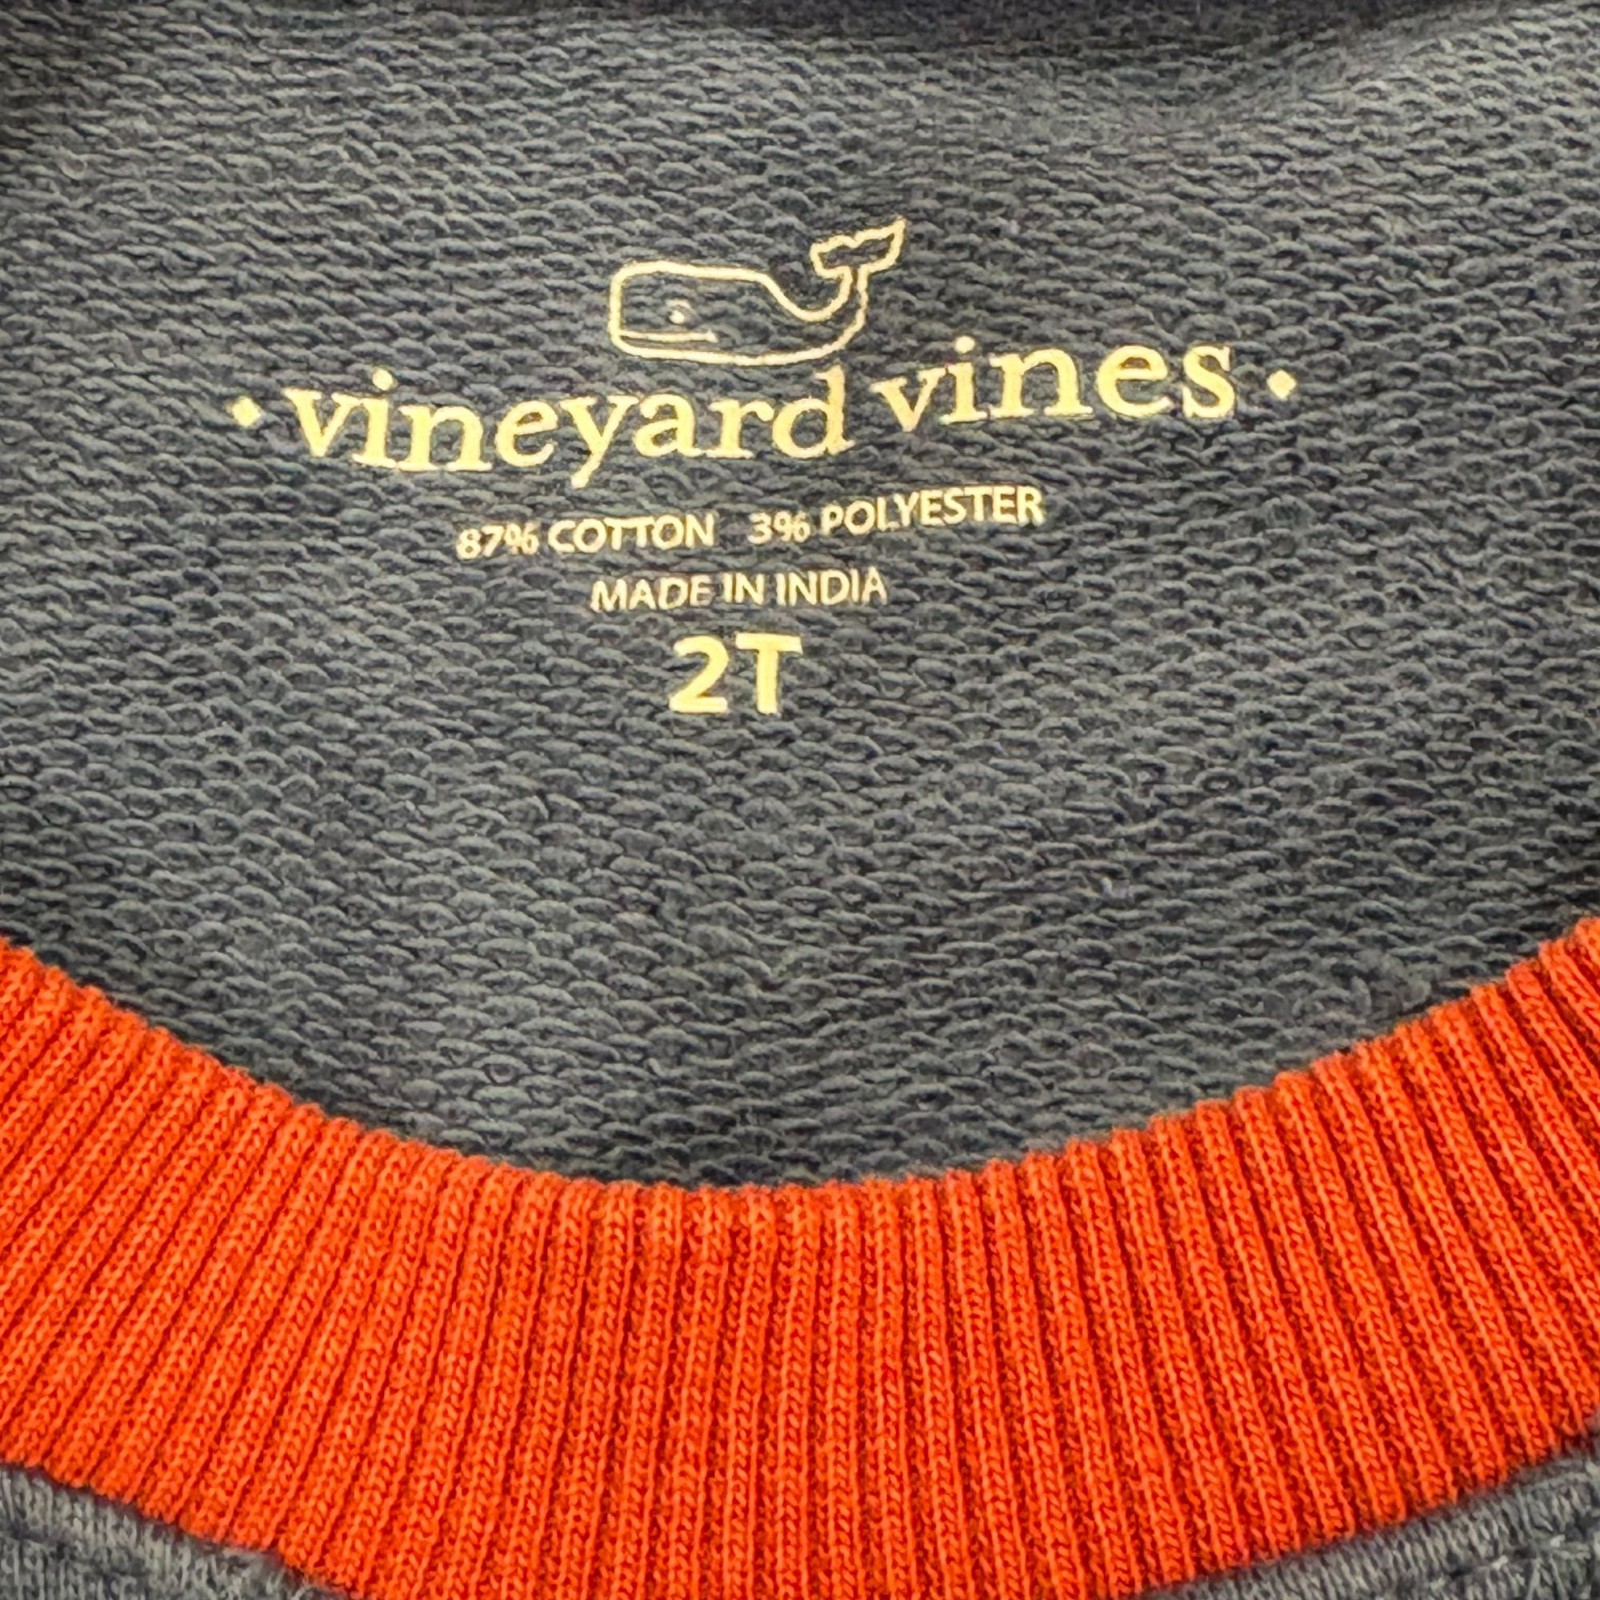 • vineyard vines •
87% COTTON 3% POLYESTER
MADE IN INDIA
2T